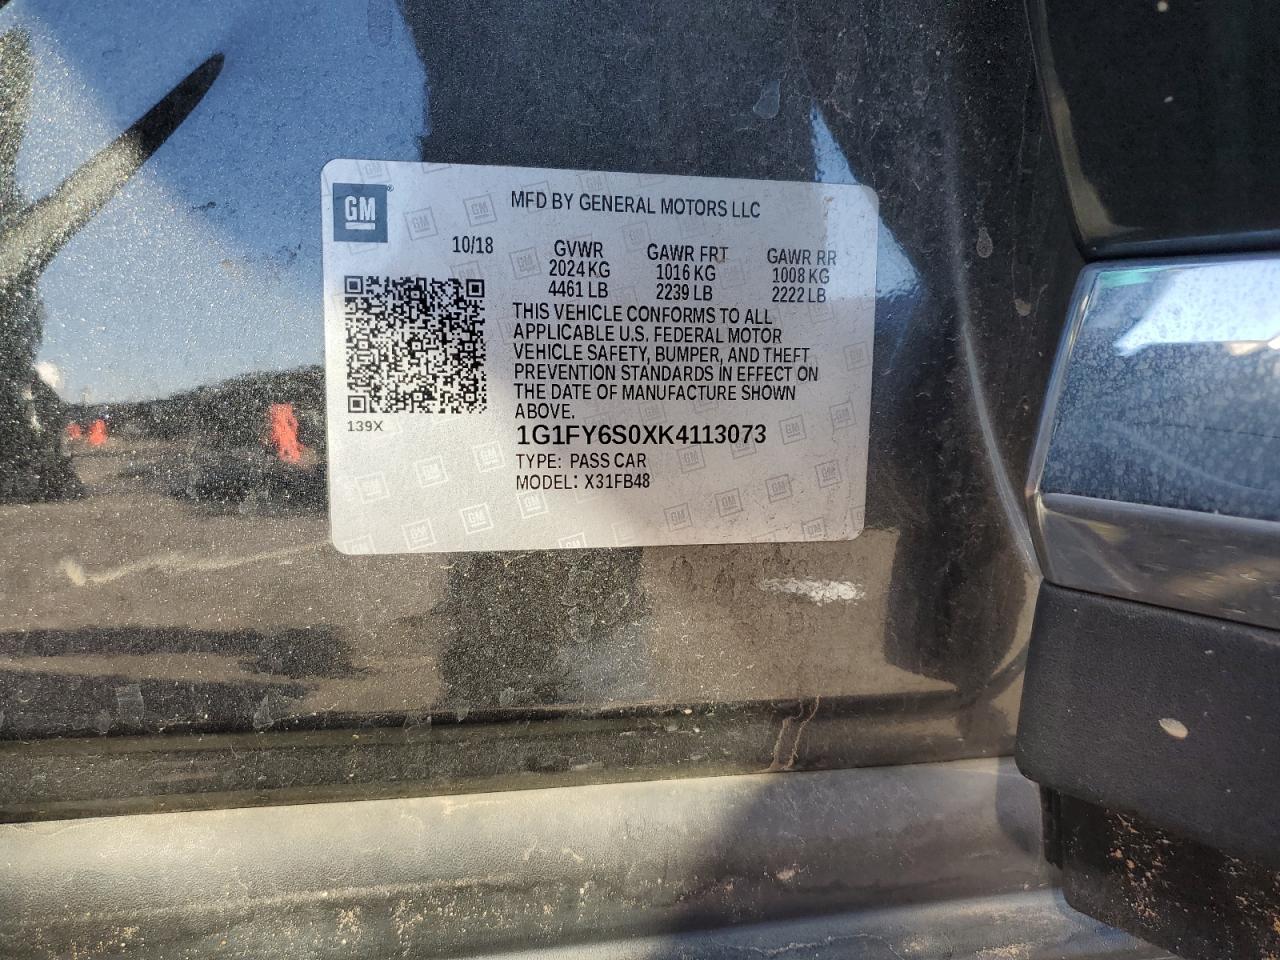 GM
MFD BY GENERAL MOTORS LLC
10/18
GVWR GAWR FRT GAWR RR
2024 KG 1016 KG 1008 KG
4461 LB 2239 LB 2222 LB
THIS VEHICLE CONFORMS TO ALL
APPLICABLE U.S. FEDERAL MOTOR
VEHICLE SAFETY, BUMPER, AND THEFT
PREVENTION STANDARDS IN EFFECT ON
THE DATE OF MANUFACTURE SHOWN
ABOVE.
139X
1G1FY6S0XK4113073
TYPE: PASS CAR
MODEL: X31FB48